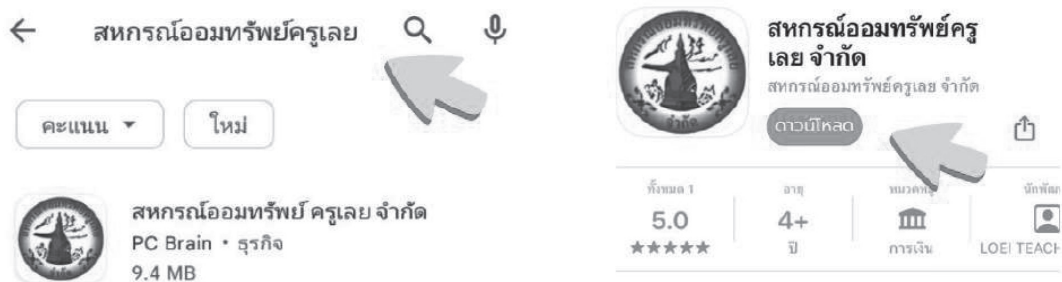 สหกรณ์ออมทรัพย์ครูเลย
คะแนน
ใหม่
สหกรณ์ออมทรัพย์ ครูเลย จำกัด
PC Brain • ธุรกิจ
9.4 MB
สหกรณ์ออมทรัพย์ครู
เลย จำกัด
สหกรณ์ออมทรัพย์ครูเลย จำกัด
ดาวน์โหลด
ทั้งหมด 1
5.0
★★★★★
อายุ
4+
ปี
หมวดหมู่
การเงิน
LOEI TEACH